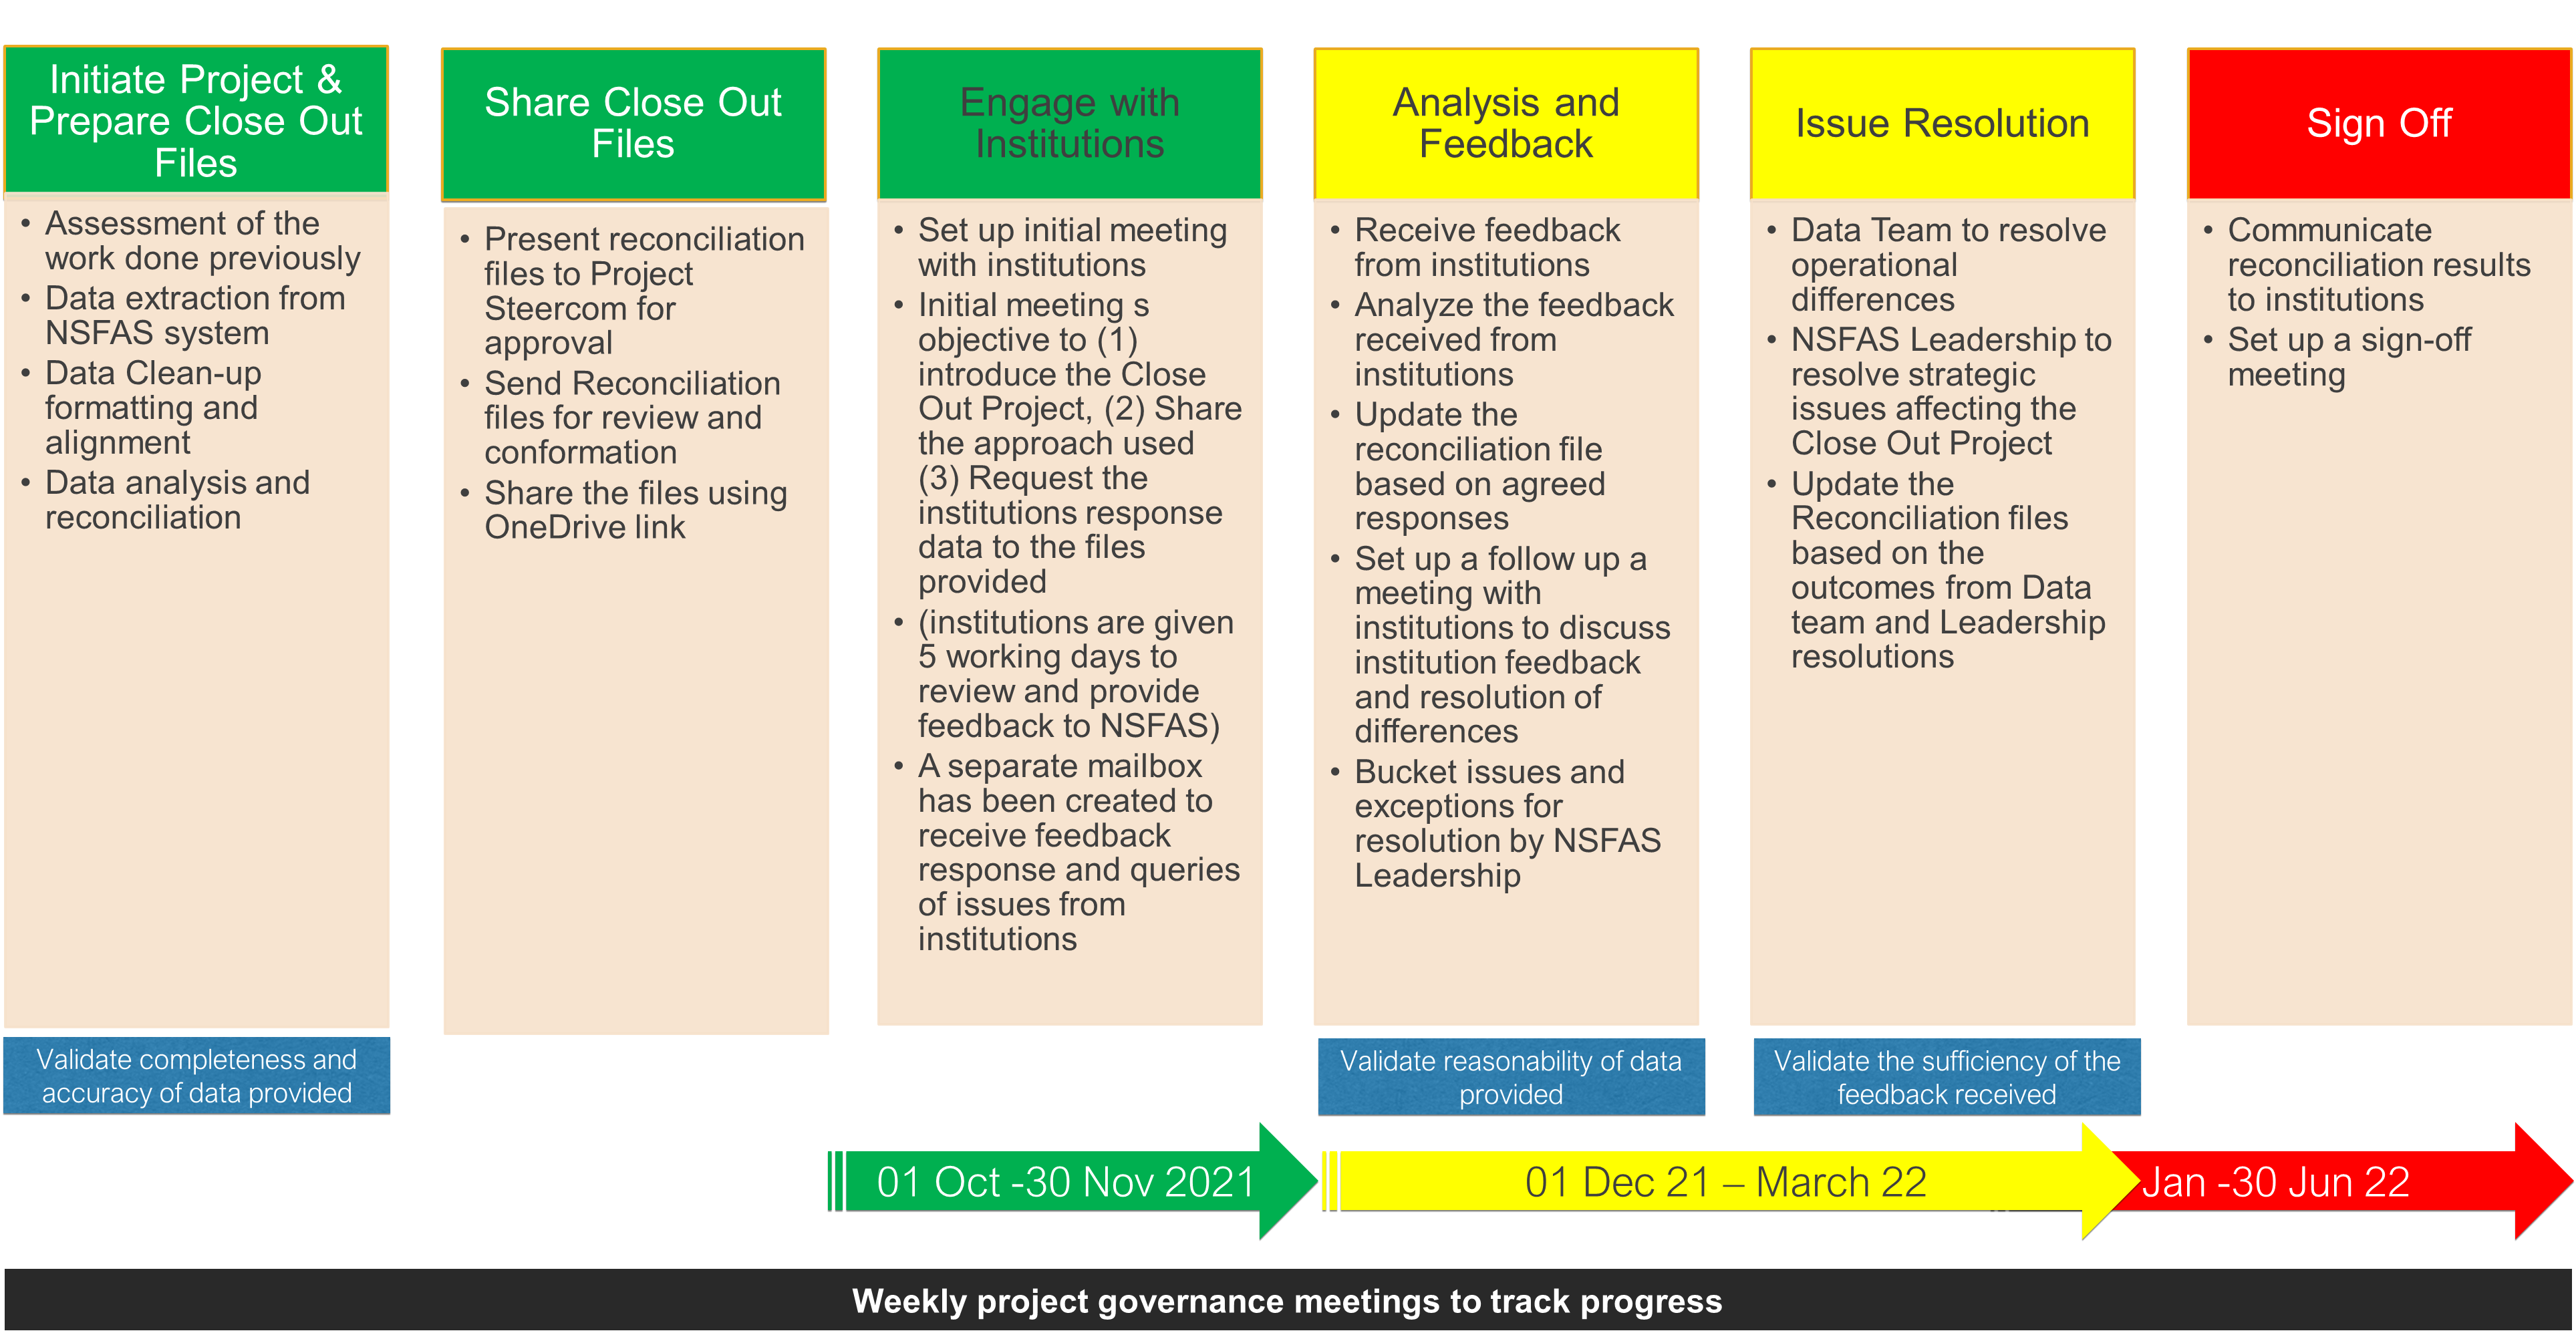 Initiate Project &
Prepare Close Out
Files
• Assessment of the
work done previously
• Data extraction from
NSFAS system
• Data Clean-up
formatting and
alignment
• Data analysis and
reconciliation
Validate completeness and
accuracy of data provided
Share Close Out
Files
• Present reconciliation
files to Project
Steercom for
approval
• Send Reconciliation
files for review and
conformation
• Share the files using
OneDrive link
Engage with
Institutions
• Set up initial meeting
with institutions
• Initial meeting s
objective to (1)
introduce the Close
Out Project, (2) Share
the approach used
(3) Request the
institutions response
data to the files
provided
• (institutions are given
5 working days to
review and provide
feedback to NSFAS)
• A separate mailbox
has been created to
receive feedback
response and queries
of issues from
institutions
Analysis and
Feedback
• Receive feedback
from institutions
• Analyze the feedback
received from
institutions
• Update the
reconciliation file
based on agreed
responses
• Set up a follow up a
meeting with
institutions to discuss
institution feedback
and resolution of
differences
• Bucket issues and
exceptions for
resolution by NSFAS
Leadership
Validate reasonability of data
provided
Issue Resolution
• Data Team to resolve
operational
differences
• NSFAS Leadership to
resolve strategic
issues affecting the
Close Out Project
• Update the
Reconciliation files
based on the
outcomes from Data
team and Leadership
resolutions
Validate the sufficiency of the
feedback received
Sign Off
• Communicate
reconciliation results
to institutions
• Set up a sign-off
meeting
01 Oct -30 Nov 2021
01 Dec 21 – March 22
Jan -30 Jun 22
Weekly project governance meetings to track progress